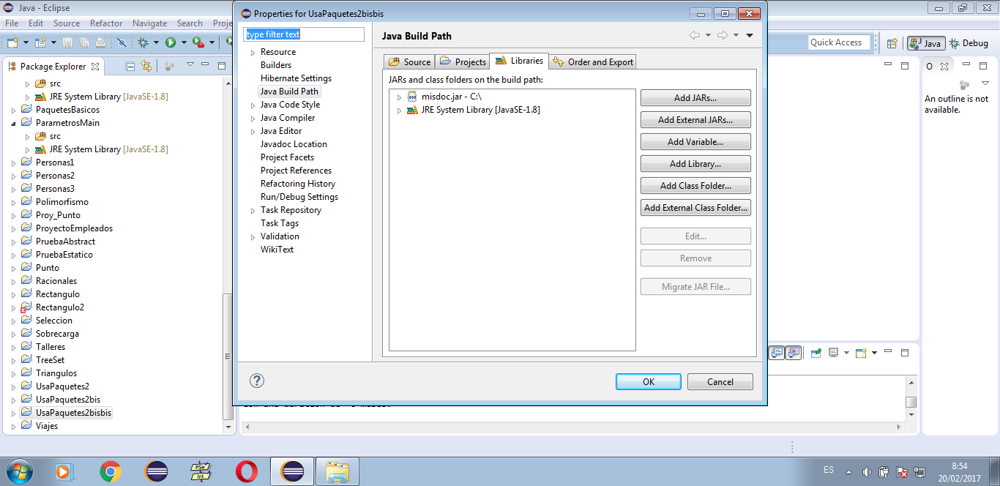 Java - Eclipse
File Edit Source Refactor Navigate Search Proje
Quick Access
Java
Debug
Package Explorer
src
JRE System Library [JavaSE-1.8]
PaquetesBasicos
ParametrosMain
src
JRE System Library [JavaSE-1.8]
Personas1
Personas2
Personas3
Polimorfismo
Proy_Punto
ProyectoEmpleados
PruebaAbstract
PruebaEstatico
Punto
Racionales
Rectangulo
Rectangulo2
Seleccion
Sobrecarga
Talleres
TreeSet
Triangulos
UsaPaquetes2
UsaPaquetes2bis
UsaPaquetes2bisbis
Viajes
Properties for UsaPaquetes2bisbis
type filter text
Resource
Builders
Hibernate Settings
Java Build Path
Java Code Style
Java Compiler
Java Editor
Javadoc Location
Project Facets
Project References
Refactoring History
Run/Debug Settings
Task Repository
Task Tags
Validation
WikiText
Java Build Path
Source Projects Libraries Order and Export
JARs and class folders on the build path:
misdoc.jar - C:\
JRE System Library [JavaSE-1.8]
Add JARs...
Add External JARs...
Add Variable...
Add Library...
Add Class Folder...
Add External Class Folder...
Edit...
Remove
Migrate JAR File...
OK
Cancel
O
An outline is not
available.
PSe
Int
ES
8:54
20/02/2017